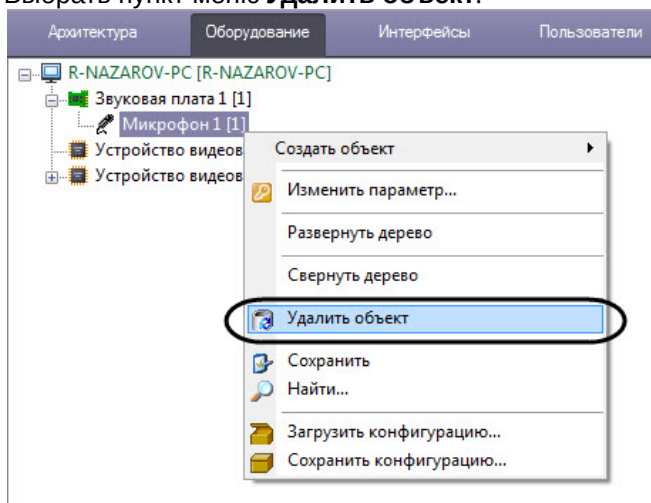 Выбрать пункт меню Удалить объект.
Архитектура Оборудование Интерфейсы Пользователи
R-NAZAROV-PC [R-NAZAROV-PC]
Звуковая плата 1 [1]
Микрофон 1 [1]
Устройство видеов
Устройство видеов
Создать объект
Изменить параметр...
Развернуть дерево
Свернуть дерево
Удалить объект
Сохранить
Найти...
Загрузить конфигурацию...
Сохранить конфигурацию...